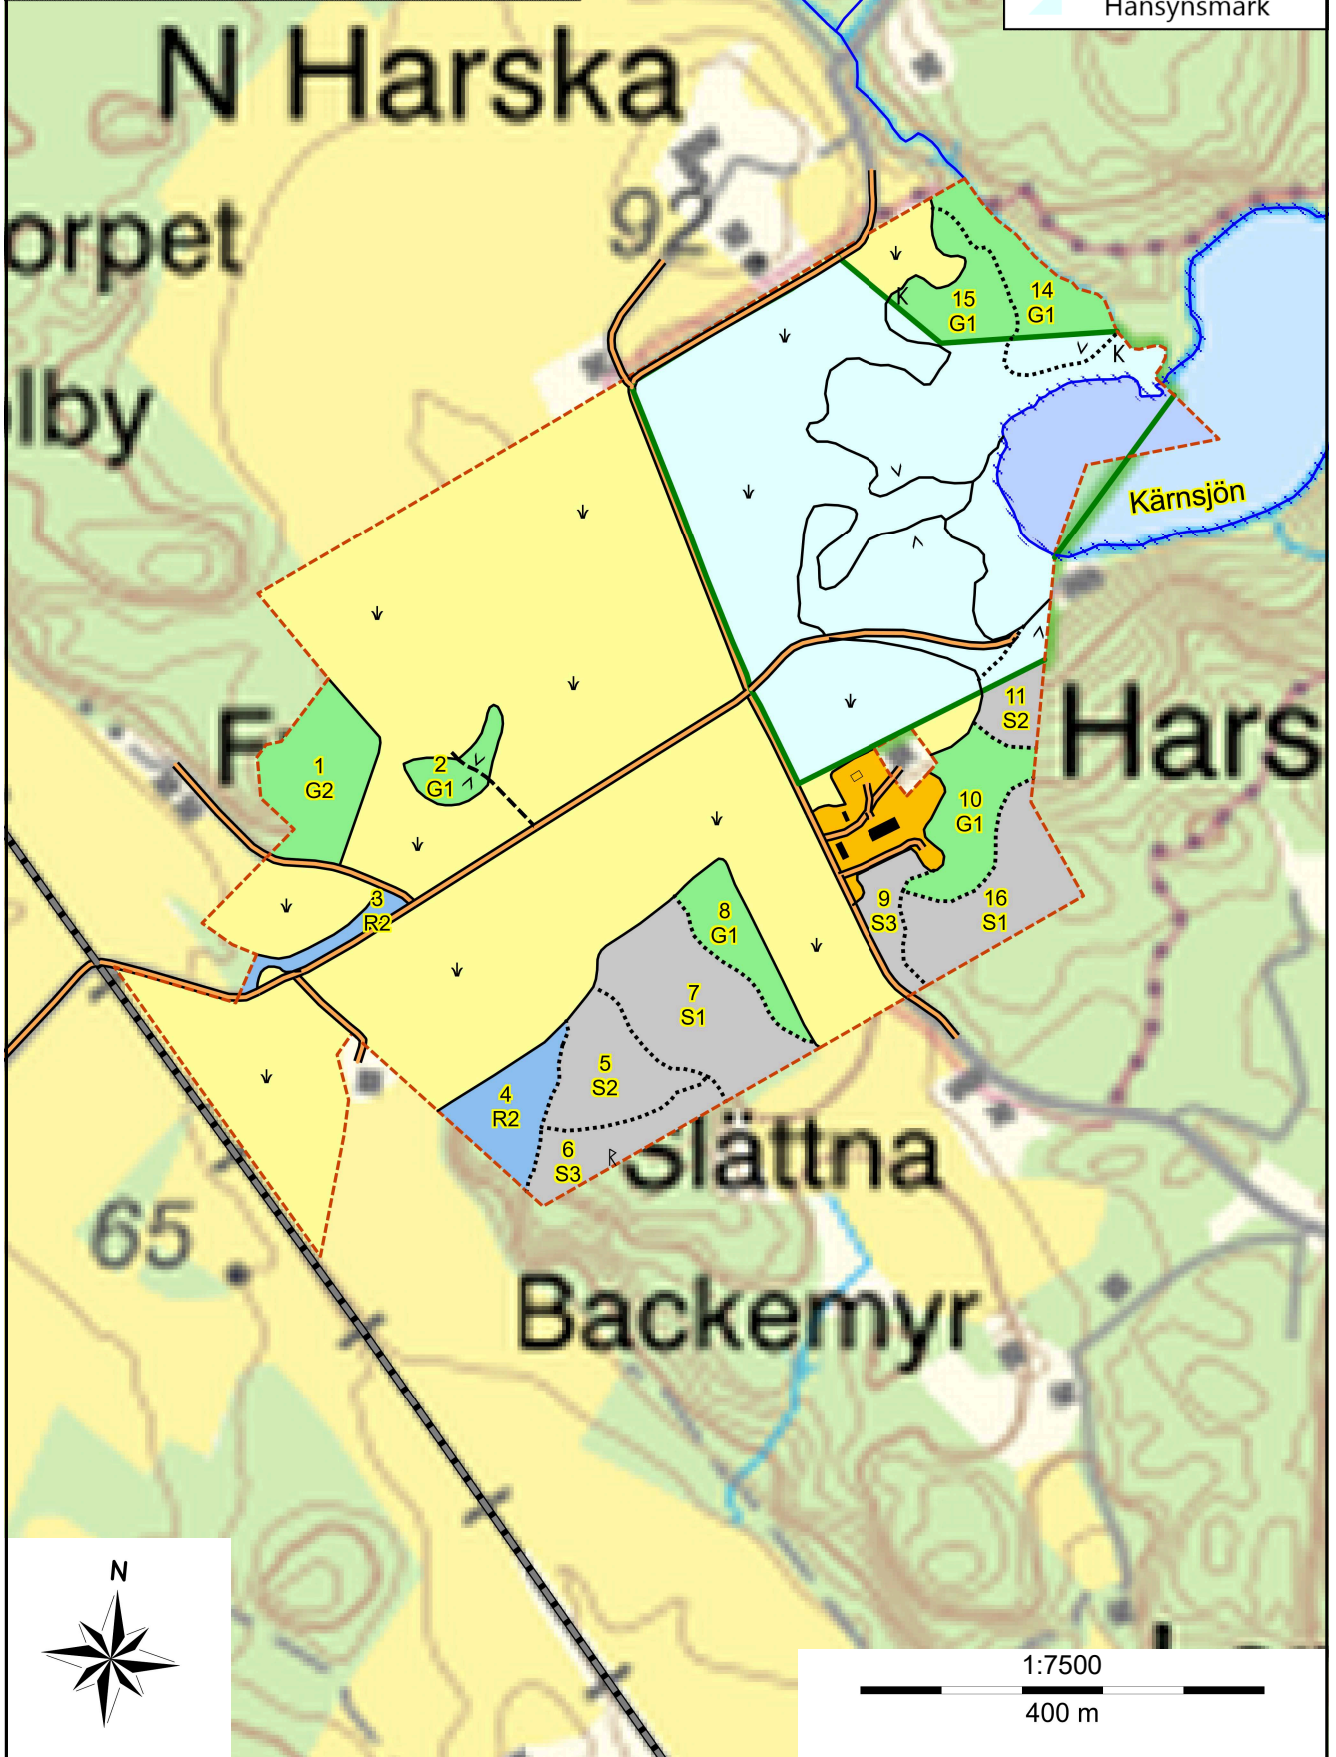 Hänsynsmark
N Harska
92
orpet
lby
15
G1
14
G1
K
K
Kärnsjön
F
1
G2
2
G1
11
S2
Hars
10
G1
3
R2
8
G1
9
S3
16
S1
7
S1
5
S2
4
R2
6
S3
R
Slättna
65
Backemyr
N
1:7500
400 m